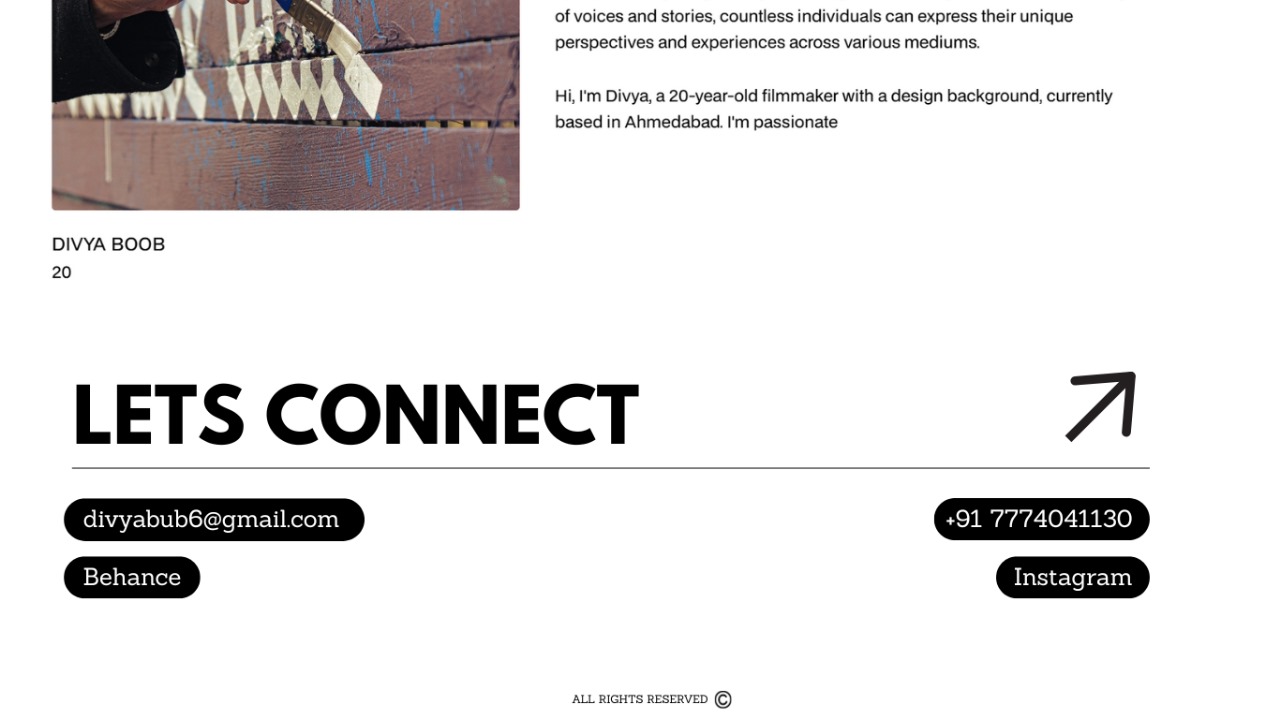 of voices and stories, countless individuals can express their unique
perspectives and experiences across various mediums.
Hi, I'm Divya, a 20-year-old filmmaker with a design background, currently
based in Ahmedabad. I'm passionate
DIVYA BOOB
20
LETS CONNECT
divyabub6@gmail.com
+91 7774041130
Behance
Instagram
ALL RIGHTS RESERVED ©